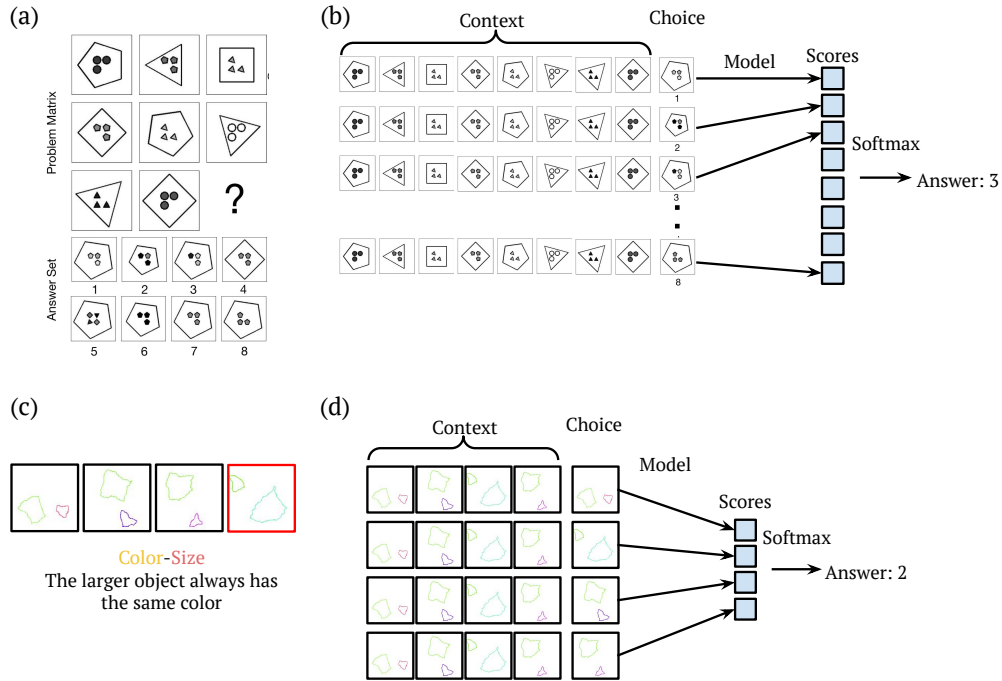 (a)
Problem Matrix
?
Answer Set
1 2 3 4
5 6 7 8
(b)
Context
Choice
Model
Scores
1
2
3
8
Softmax
Answer: 3
(c)
Color-Size
The larger object always has
the same color
(d)
Context
Choice
Model
Scores
Softmax
Answer: 2